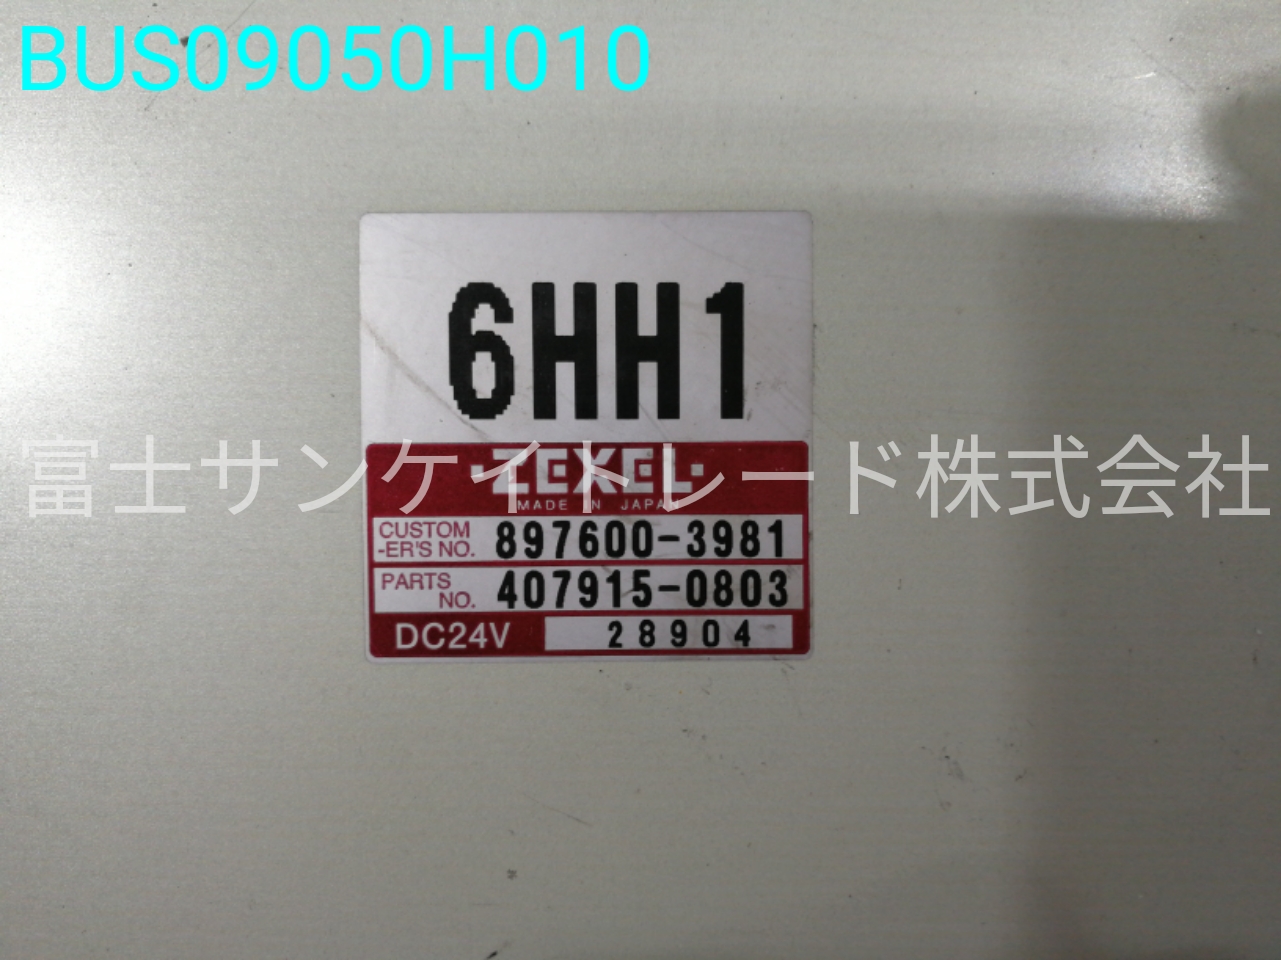 BUS09050H010
6HH1
富士サンケイトレード株式会社
·ZEXEL·
MADE IN JAPAN
CUSTOM
-ER'S NO. 897600-3981
PARTS
NO. 407915-0803
DC24V 28904